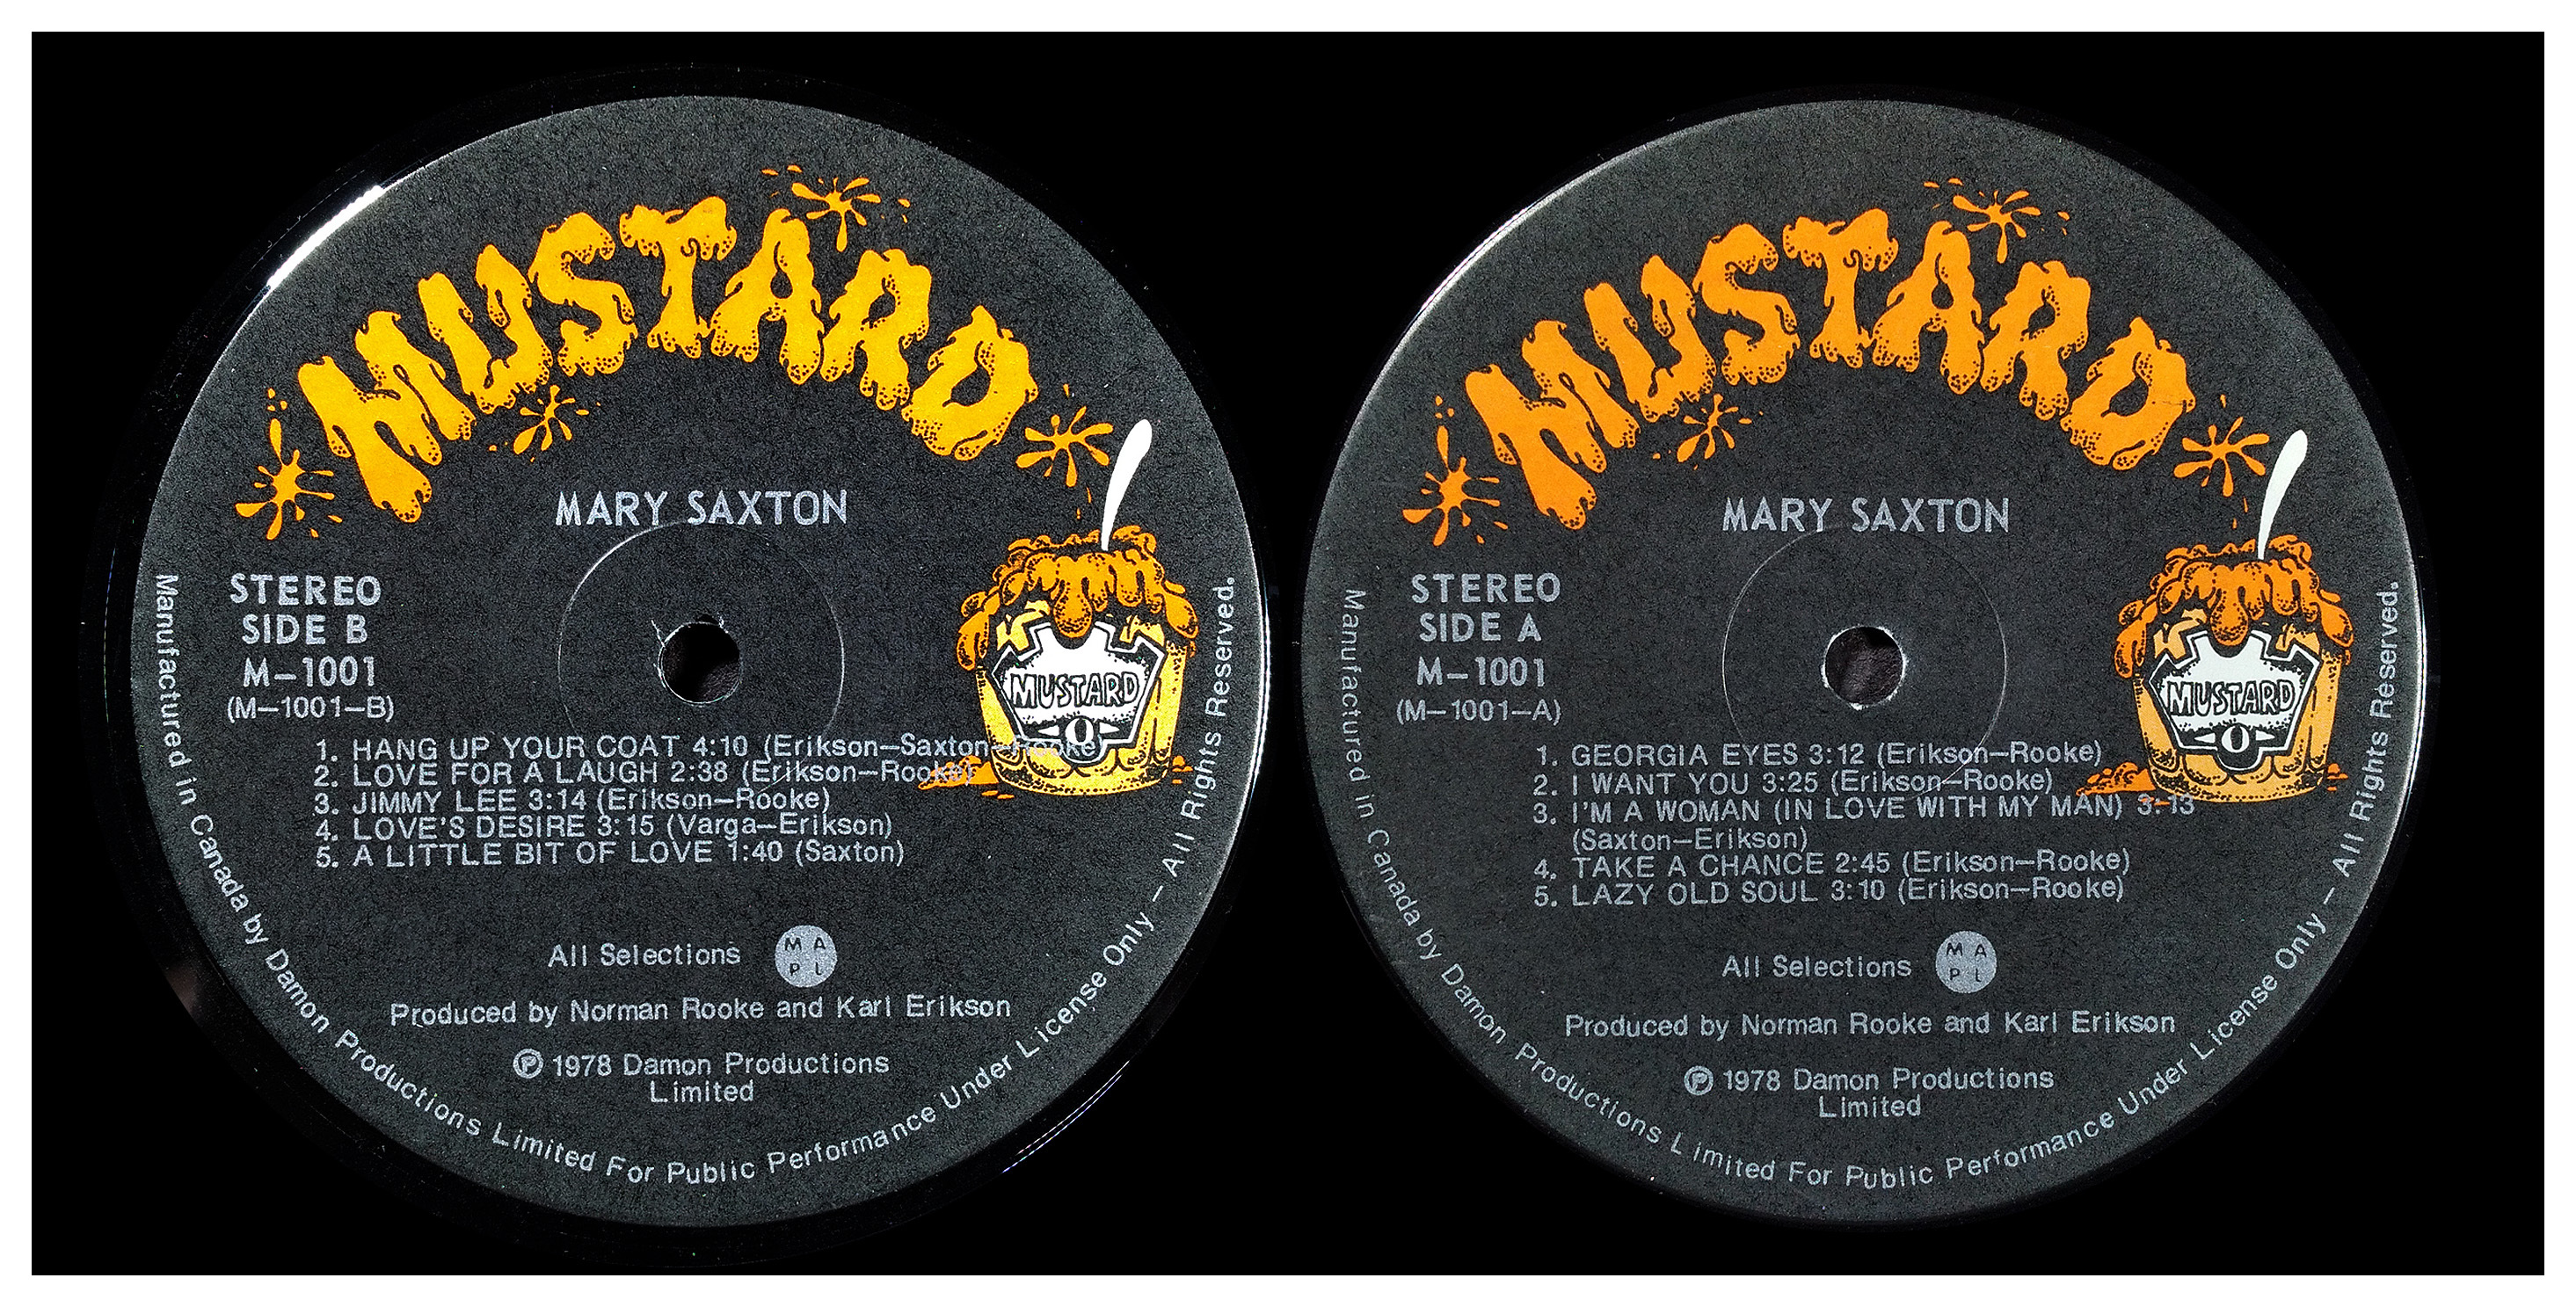 MUSTARD
MARY SAXTON
STEREO
SIDE B
M-1001
(M-1001-B)
MUSTARD
1. HANG UP YOUR COAT 4:10 (Erikson-Saxton-Rooke)
2. LOVE FOR A LAUGH 2:38 (Erikson-Rooke)
3. JIMMY LEE 3:14 (Erikson-Rooke)
4. LOVE'S DESIRE 3:15 (Varga-Erikson)
5. A LITTLE BIT OF LOVE 1:40 (Saxton)
All Selections
M A
P L
Produced by Norman Rooke and Karl Erikson
℗ 1978 Damon Productions
Limited
Manufactured in Canada by Damon Productions Limited For Public Performance Under License Only - All Rights Reserved.
MUSTARD
MARY SAXTON
STEREO
SIDE A
M-1001
(M-1001-A)
MUSTARD
1. GEORGIA EYES 3:12 (Erikson-Rooke)
2. I WANT YOU 3:25 (Erikson-Rooke)
3. I'M A WOMAN (IN LOVE WITH MY MAN) 3:13
(Saxton-Erikson)
4. TAKE A CHANCE 2:45 (Erikson-Rooke)
5. LAZY OLD SOUL 3:10 (Erikson-Rooke)
All Selections
M A
P L
Produced by Norman Rooke and Karl Erikson
℗ 1978 Damon Productions
Limited
Manufactured in Canada by Damon Productions Limited For Public Performance Under License Only - All Rights Reserved.